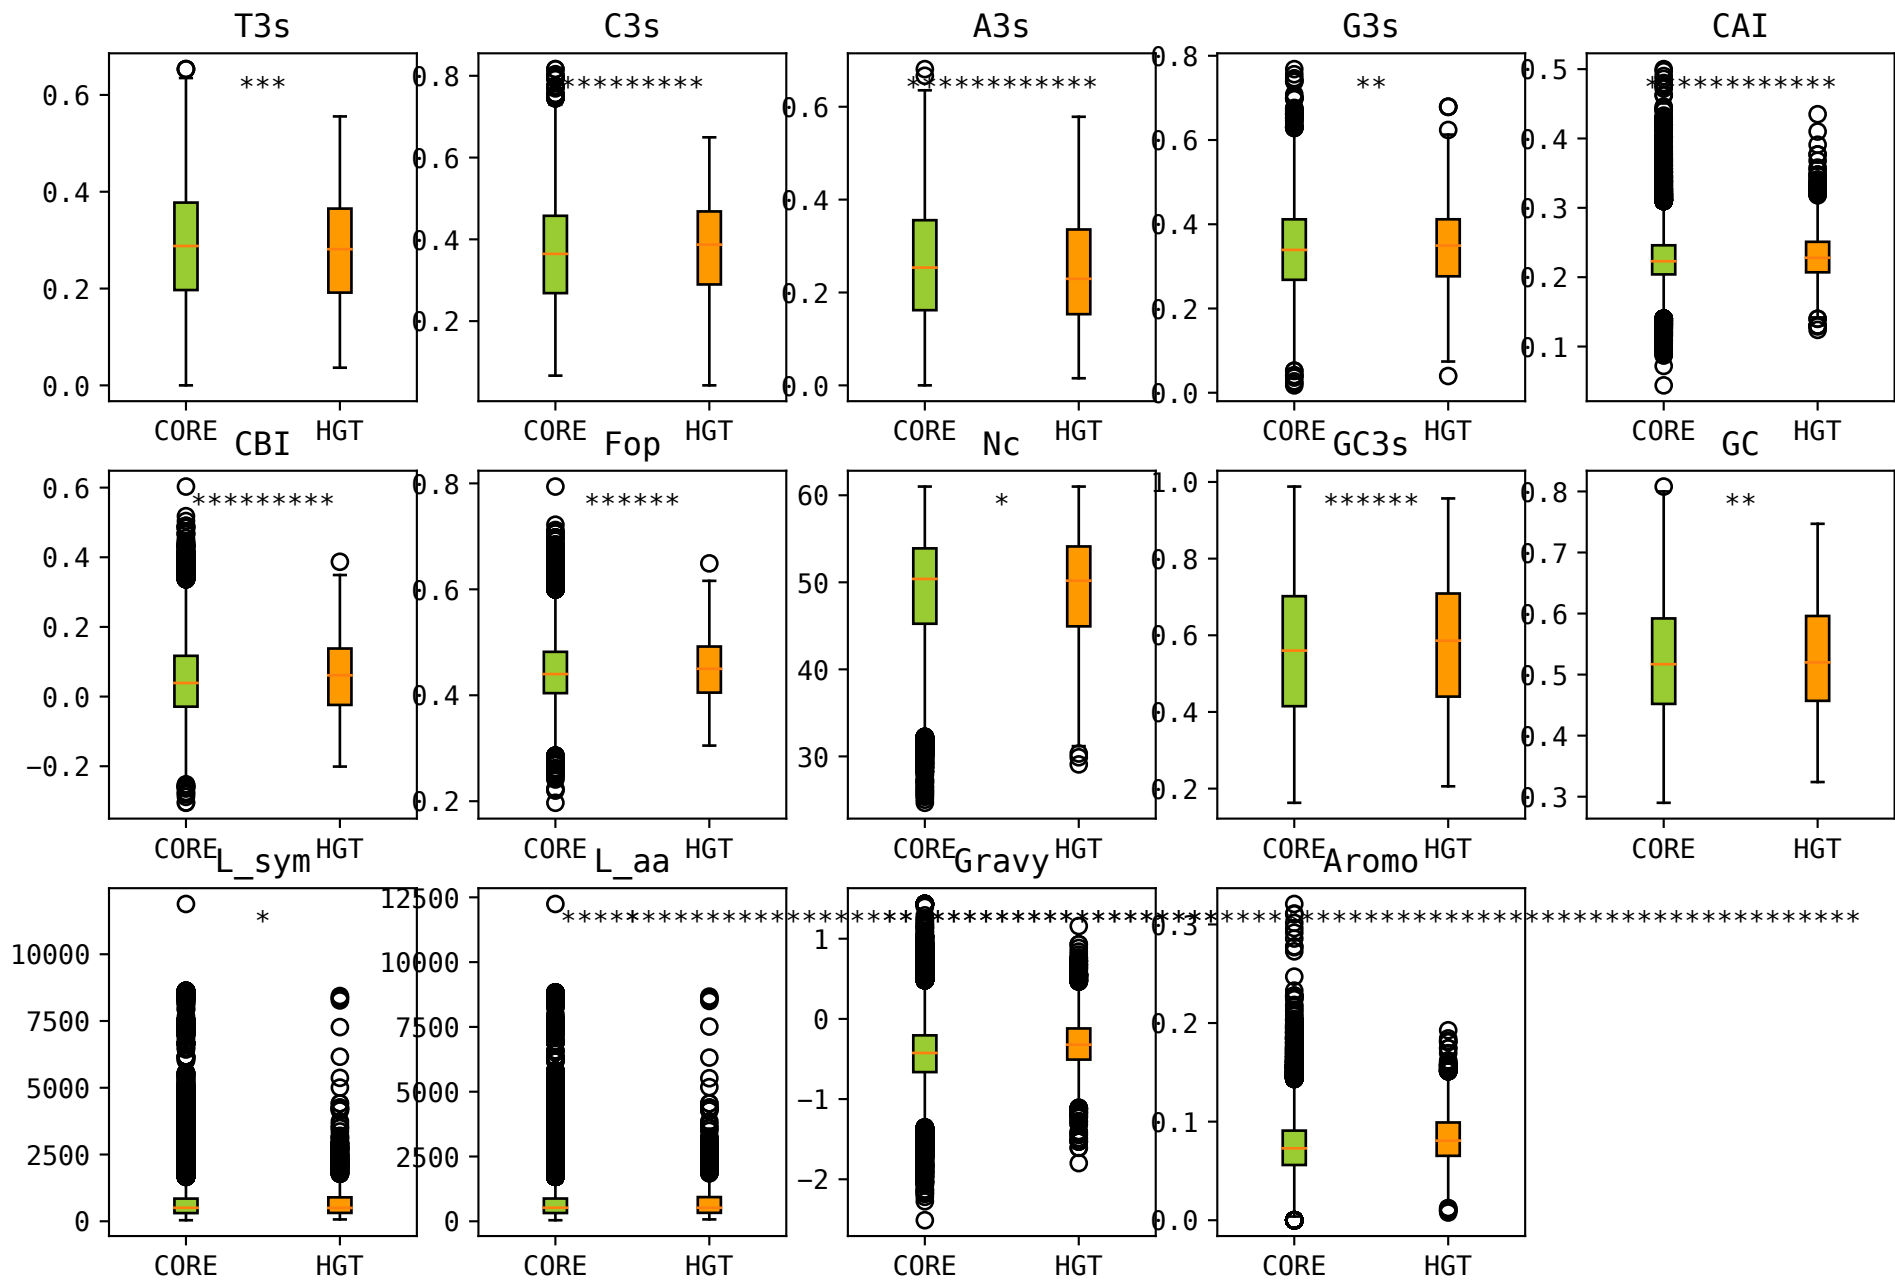 T3s C3s A3s G3s CAI
*** ** ************
0.6 0.4 0.2 0.0
0.8 0.6 0.4 0.2
0.6 0.4 0.2 0.0
0.8 0.6 0.4 0.2 0.0
0.5 0.4 0.3 0.2 0.1
CORE HGT CORE HGT CORE HGT CORE HGT CORE HGT
CBI Fop Nc GC3s GC
********* ****** * ****** **
0.6 0.4 0.2 0.0 −0.2
0.8 0.6 0.4 0.2
60 50 40 30
1.0 0.8 0.6 0.4 0.2
0.8 0.7 0.6 0.5 0.4 0.3
CORE HGT CORE HGT CORE HGT CORE HGT CORE HGT
L_sym L_aa Gravy Aromo
*
10000 7500 5000 2500 0
12500 10000 7500 5000 2500 0
1 0 −1 −2
0.3 0.2 0.1 0.0
CORE HGT CORE HGT CORE HGT CORE HGT